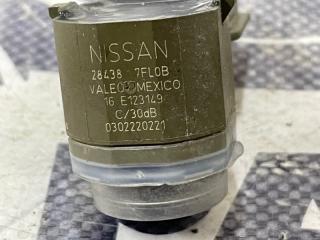 NISSAN
28438 7FL0B
VALEO MEXICO
16 E123149
C/30dB
0302220221